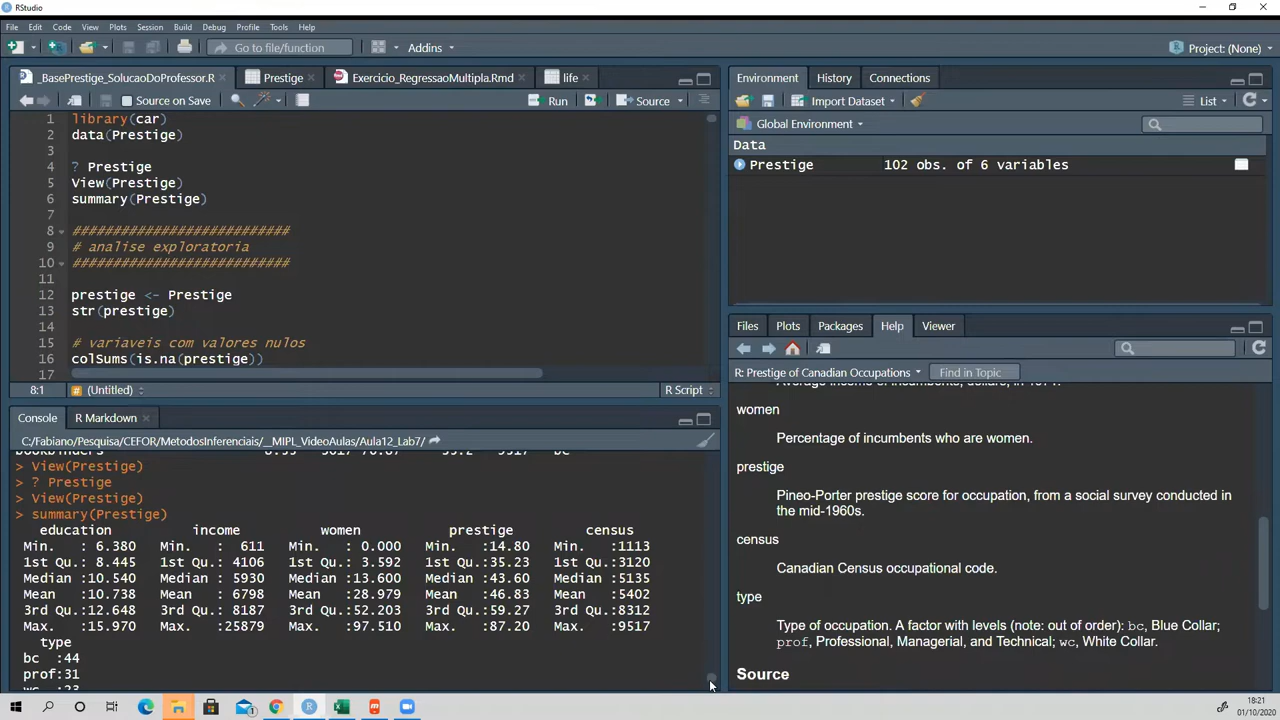 RStudio
File Edit Code View Plots Session Build Debug Profile Tools Help
Go to file/function Addins Project: (None)
_BasePrestige_SolucaoDoProfessor.R Prestige Exercicio_RegressaoMultipla.Rmd life
Source on Save Run Source
1 library(car)
2 data(Prestige)
3
4 ? Prestige
5 View(Prestige)
6 summary(Prestige)
7
8 ###########################
9 # analise exploratoria
10 ###########################
11
12 prestige <- Prestige
13 str(prestige)
14
15 # variaveis com valores nulos
16 colSums(is.na(prestige))
17
8:1 # (Untitled) R Script
Console R Markdown
C:/Fabiano/Pesquisa/CEFOR/MetodosInferenciais/__MIPL_VideoAulas/Aula12_Lab7/
> View(Prestige)
> ? Prestige
> View(Prestige)
> summary(Prestige)
education income women prestige census
Min. : 6.380 Min. : 611 Min. : 0.000 Min. :14.80 Min. :1113
1st Qu.: 8.445 1st Qu.: 4106 1st Qu.: 3.592 1st Qu.:35.23 1st Qu.:3120
Median :10.540 Median : 5930 Median :13.600 Median :43.60 Median :5135
Mean :10.738 Mean : 6798 Mean :28.979 Mean :46.83 Mean :5402
3rd Qu.:12.648 3rd Qu.: 8187 3rd Qu.:52.203 3rd Qu.:59.27 3rd Qu.:8312
Max. :15.970 Max. :25879 Max. :97.510 Max. :87.20 Max. :9517
type
bc :44
prof:31
wc :23
Environment History Connections
Import Dataset List
Global Environment
Data
Prestige 102 obs. of 6 variables
Files Plots Packages Help Viewer
R: Prestige of Canadian Occupations Find in Topic
Average income of incumbents, dollars, in 1971.
women
Percentage of incumbents who are women.
prestige
Pineo-Porter prestige score for occupation, from a social survey conducted in
the mid-1960s.
census
Canadian Census occupational code.
type
Type of occupation. A factor with levels (note: out of order): bc, Blue Collar;
prof, Professional, Managerial, and Technical; wc, White Collar.
Source
18:21
01/10/2020